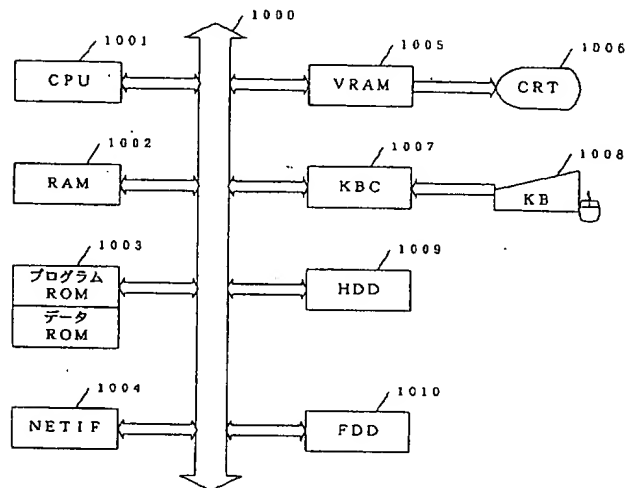 1000
1001
CPU
1005
VRAM
1006
CRT
1002
RAM
1007
KBC
1008
KB
1003
プログラム
ROM
データ
ROM
1009
HDD
1004
NETIF
1010
FDD